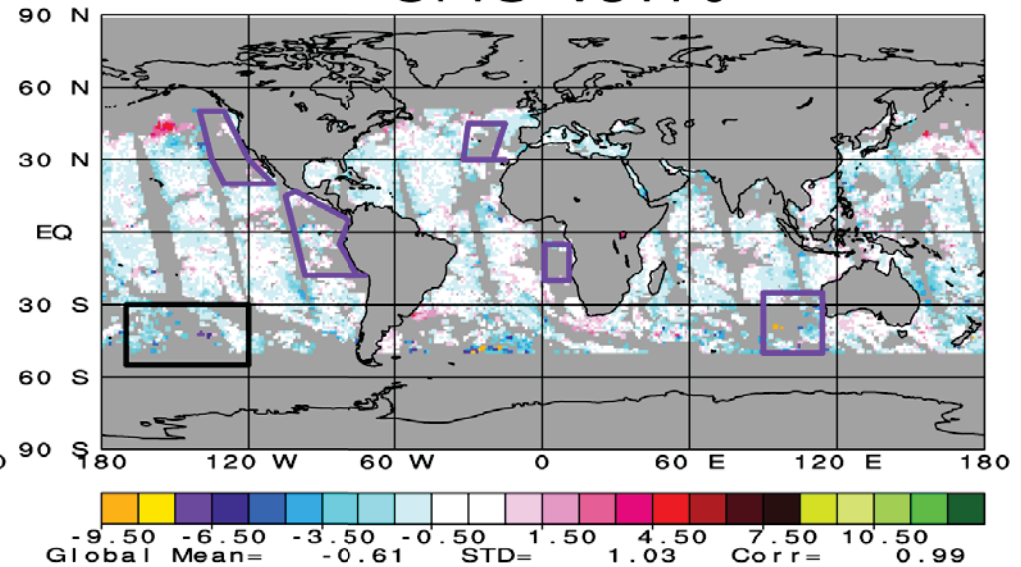 90 N
60 N
30 N
EQ
30 S
60 S
90 S
180 120 W 60 W 0 60 E 120 E 180
-9.50 -6.50 -3.50 -0.50 1.50 4.50 7.50 10.50
Global Mean= -0.61 STD= 1.03 Corr= 0.99